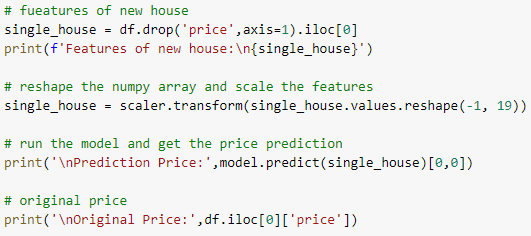 # fueatures of new house
single_house = df.drop('price',axis=1).iloc[0]
print(f'Features of new house:\n{single_house}')
# reshape the numpy array and scale the features
single_house = scaler.transform(single_house.values.reshape(-1, 19))
# run the model and get the price prediction
print('\nPrediction Price:',model.predict(single_house)[0,0])
# original price
print('\nOriginal Price:',df.iloc[0]['price'])